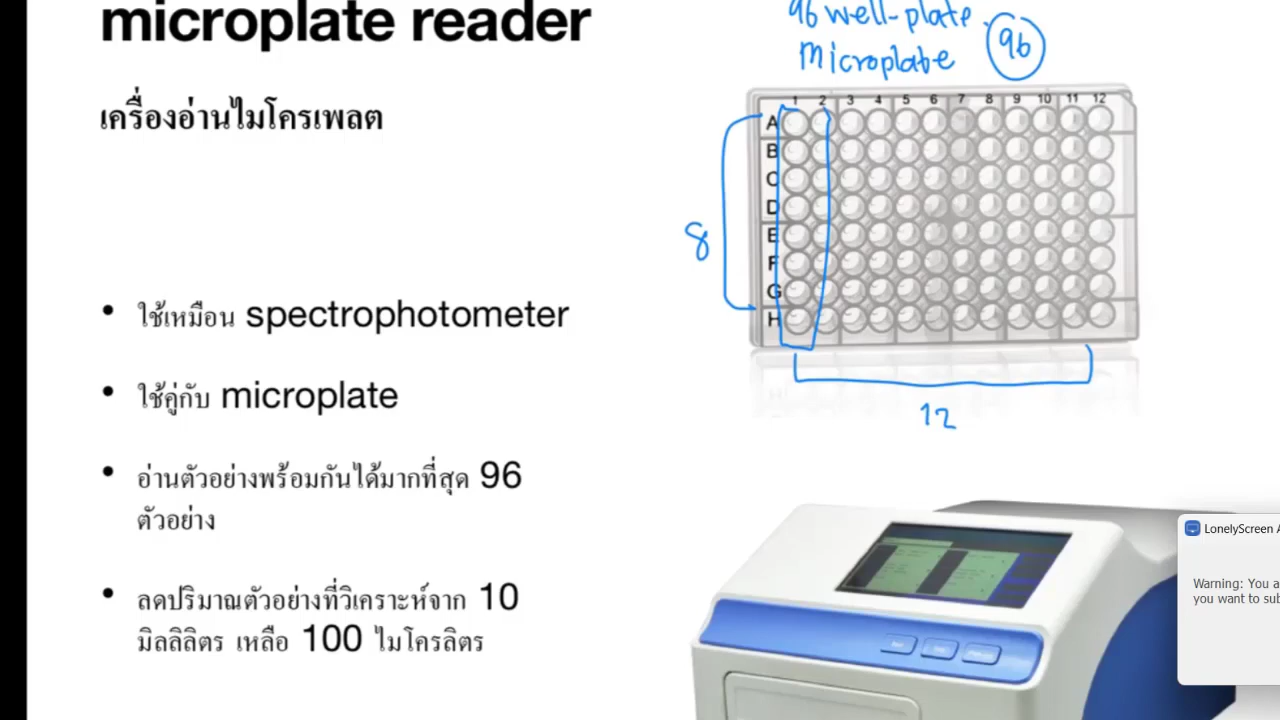 microplate reader
เครื่องอ่านไมโครเพลต
• ใช้เหมือน spectrophotometer
• ใช้คู่กับ microplate
• อ่านตัวอย่างพร้อมกันได้มากที่สุด 96
ตัวอย่าง
• ลดปริมาณตัวอย่างที่วิเคราะห์จาก 10
มิลลิลิตร เหลือ 100 ไมโครลิตร
96 well-plate.
Microplate 96
1 2 3 4 5 6 7 8 9 10 11 12
A
B
C
D
E
F
G
H
8
12
LonelyScreen A
Warning: You a
you want to sub